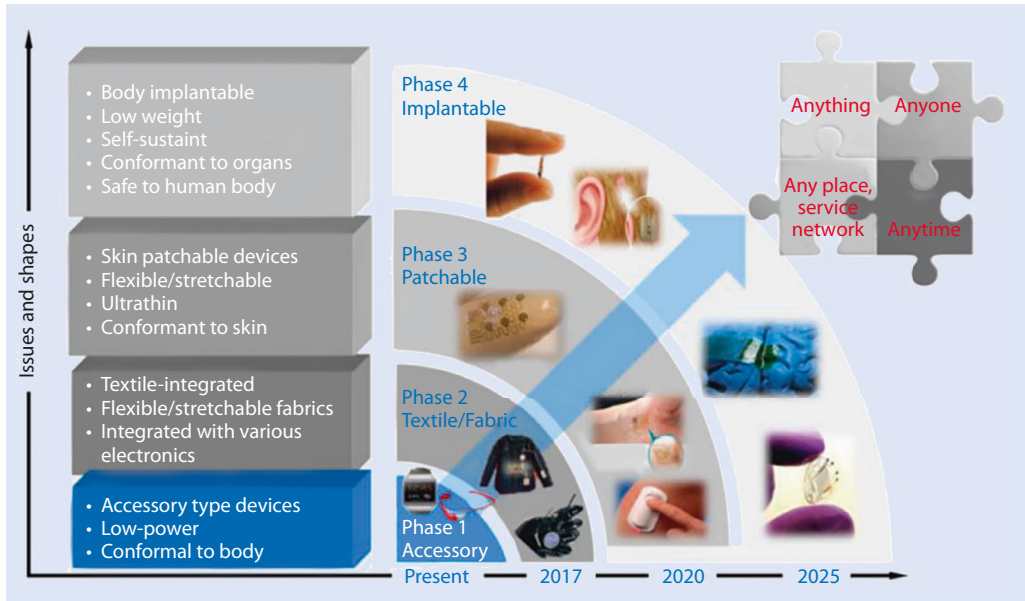 Issues and shapes
• Body implantable
• Low weight
• Self-sustaint
• Conformant to organs
• Safe to human body
• Skin patchable devices
• Flexible/stretchable
• Ultrathin
• Conformant to skin
• Textile-integrated
• Flexible/stretchable fabrics
• Integrated with various
electronics
• Accessory type devices
• Low-power
• Conformal to body
Phase 4
Implantable
Phase 3
Patchable
Phase 2
Textile/Fabric
Phase 1
Accessory
Anything
Anyone
Any place,
service
network
Anytime
Present
2017
2020
2025